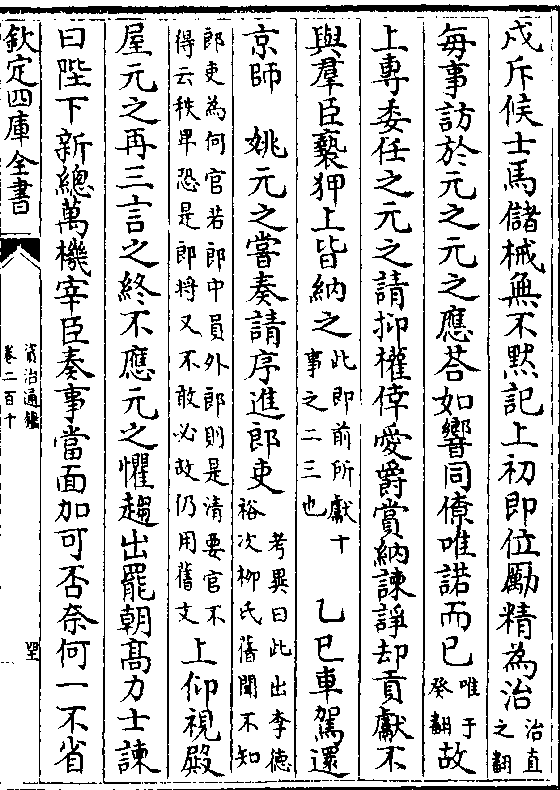 戍斥候士馬儲械無不黙記上初即位勵精為治治直之翻
每事訪於元之元之應荅如響同僚唯諾而已唯于癸翻故
上專委任之元之請抑權倖愛爵賞納諫諍却貢獻不
與羣臣褻狎上皆納之此即前所獻十事之二三也 乙巳車駕還
京師 姚元之嘗奏請序進郎吏考異曰此出李德裕次柳氏舊聞不知
郎吏為何官若郎中員外郎則是清要官不得云秩卑恐是郎将又不敢必故仍用舊文上仰視殿
屋元之再三言之終不應元之懼趨出罷朝髙力士諫
曰陛下新總萬機宰臣奏事當面加可否奈何一不省
欽定四庫全書
資治通鑑
卷二百十